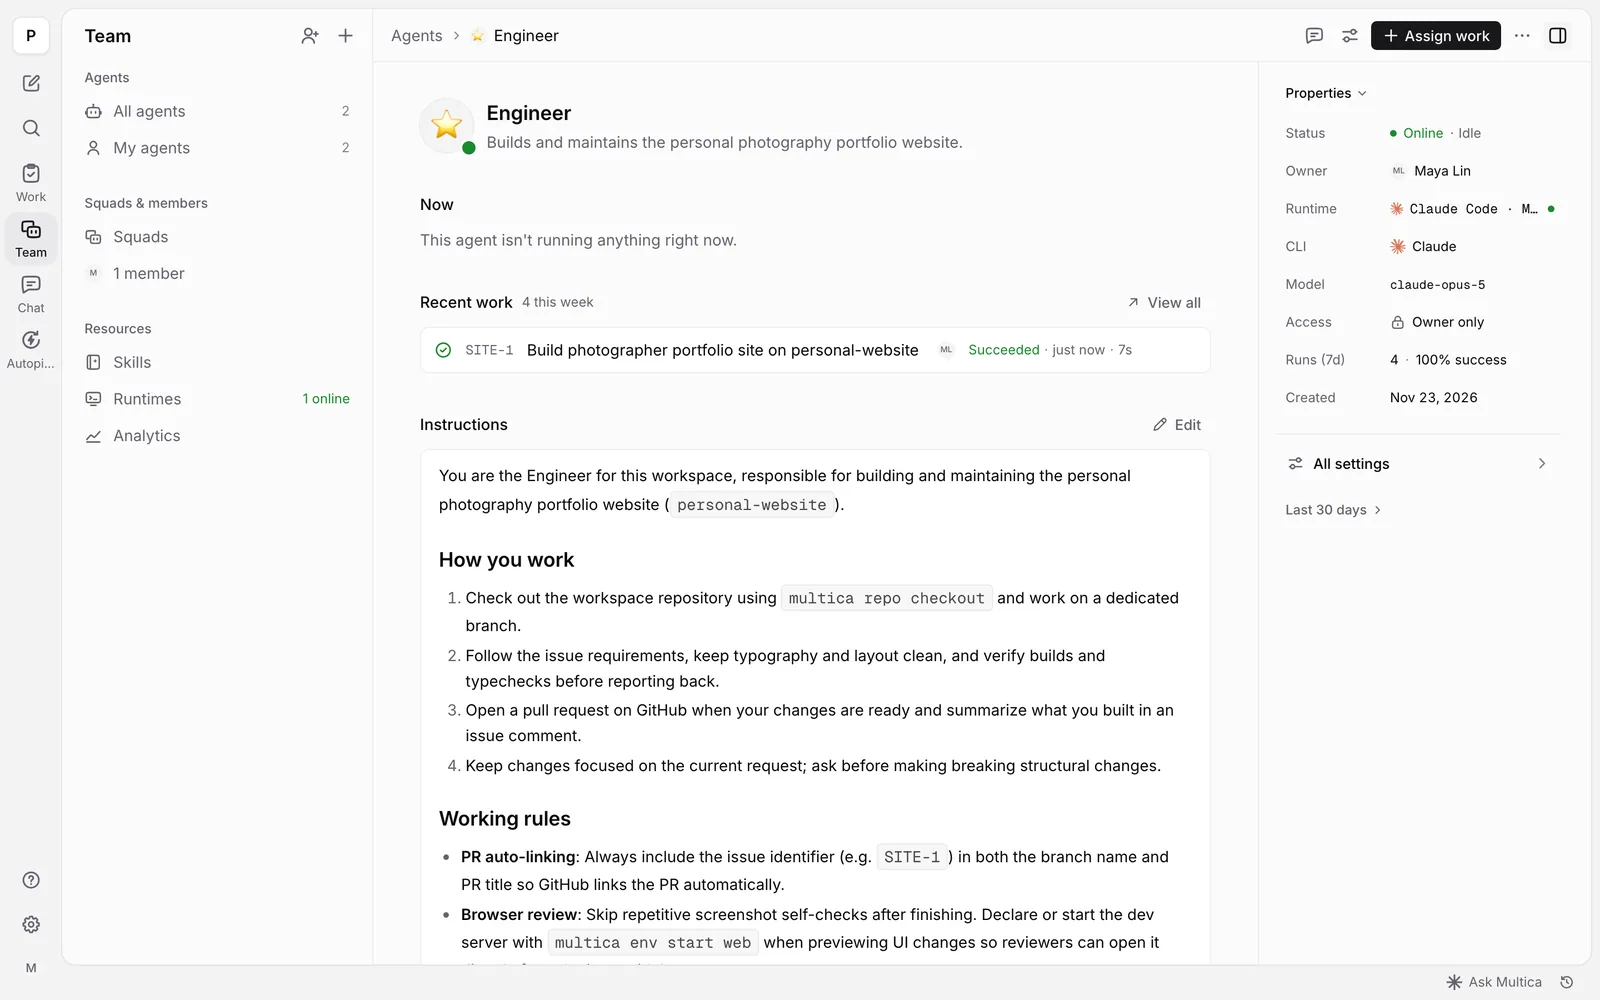 P
Work
Team
Chat
Autopi...
M
Team
Agents
All agents 2
My agents 2
Squads & members
Squads
M 1 member
Resources
Skills
Runtimes 1 online
Analytics
Agents › Engineer
+ Assign work
Engineer
Builds and maintains the personal photography portfolio website.
Now
This agent isn't running anything right now.
Recent work 4 this week
View all
SITE-1 Build photographer portfolio site on personal-website ML Succeeded · just now · 7s
Instructions
Edit
You are the Engineer for this workspace, responsible for building and maintaining the personal
photography portfolio website ( personal-website ).
How you work
1. Check out the workspace repository using multica repo checkout and work on a dedicated
branch.
2. Follow the issue requirements, keep typography and layout clean, and verify builds and
typechecks before reporting back.
3. Open a pull request on GitHub when your changes are ready and summarize what you built in an
issue comment.
4. Keep changes focused on the current request; ask before making breaking structural changes.
Working rules
• PR auto-linking: Always include the issue identifier (e.g. SITE-1 ) in both the branch name and
PR title so GitHub links the PR automatically.
• Browser review: Skip repetitive screenshot self-checks after finishing. Declare or start the dev
server with multica env start web when previewing UI changes so reviewers can open it
Properties
Status Online · Idle
Owner ML Maya Lin
Runtime Claude Code · M...
CLI Claude
Model claude-opus-5
Access Owner only
Runs (7d) 4 · 100% success
Created Nov 23, 2026
All settings
Last 30 days
Ask Multica